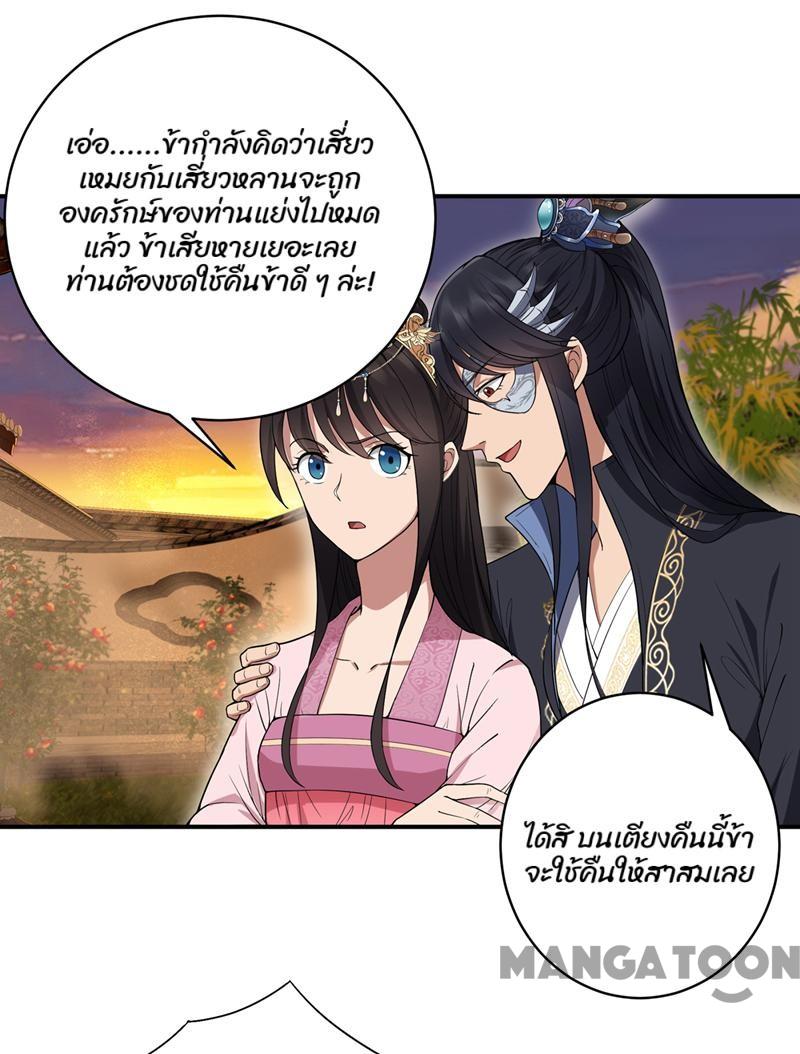 เอ่อ......ข้ากำลังคิดว่าเสี่ยว
เหมยกับเสี่ยวหลานจะถูก
องครักษ์ของท่านแย่งไปหมด
แล้ว ข้าเสียหายเยอะเลย
ท่านต้องชดใช้คืนข้าดี ๆ ล่ะ!
ได้สิ บนเตียงคืนนี้ข้า
จะใช้คืนให้สาสมเลย
MANGATOON